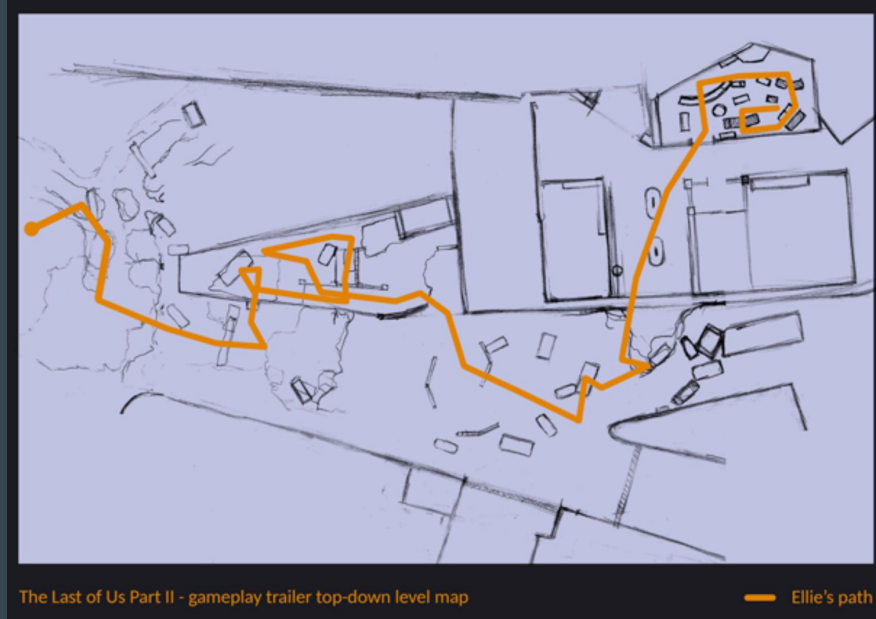 The Last of Us Part II - gameplay trailer top-down level map
Ellie's path